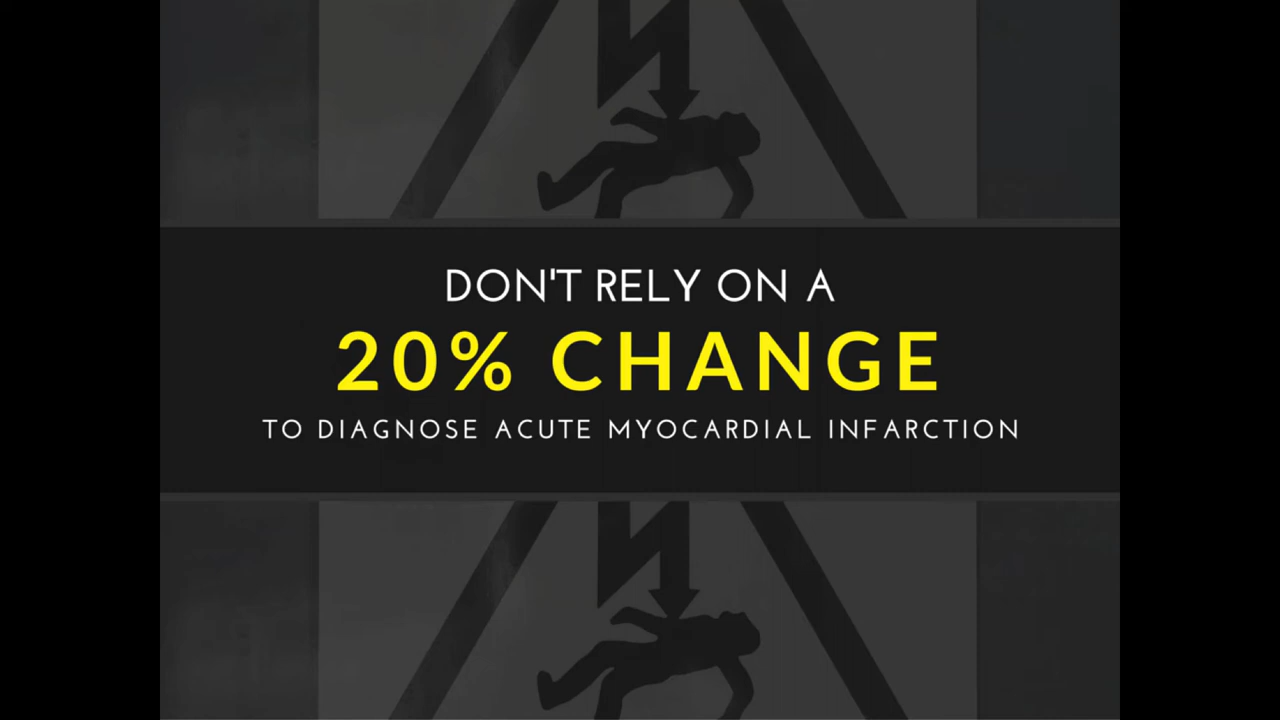 DON'T RELY ON A
20% CHANGE
TO DIAGNOSE ACUTE MYOCARDIAL INFARCTION